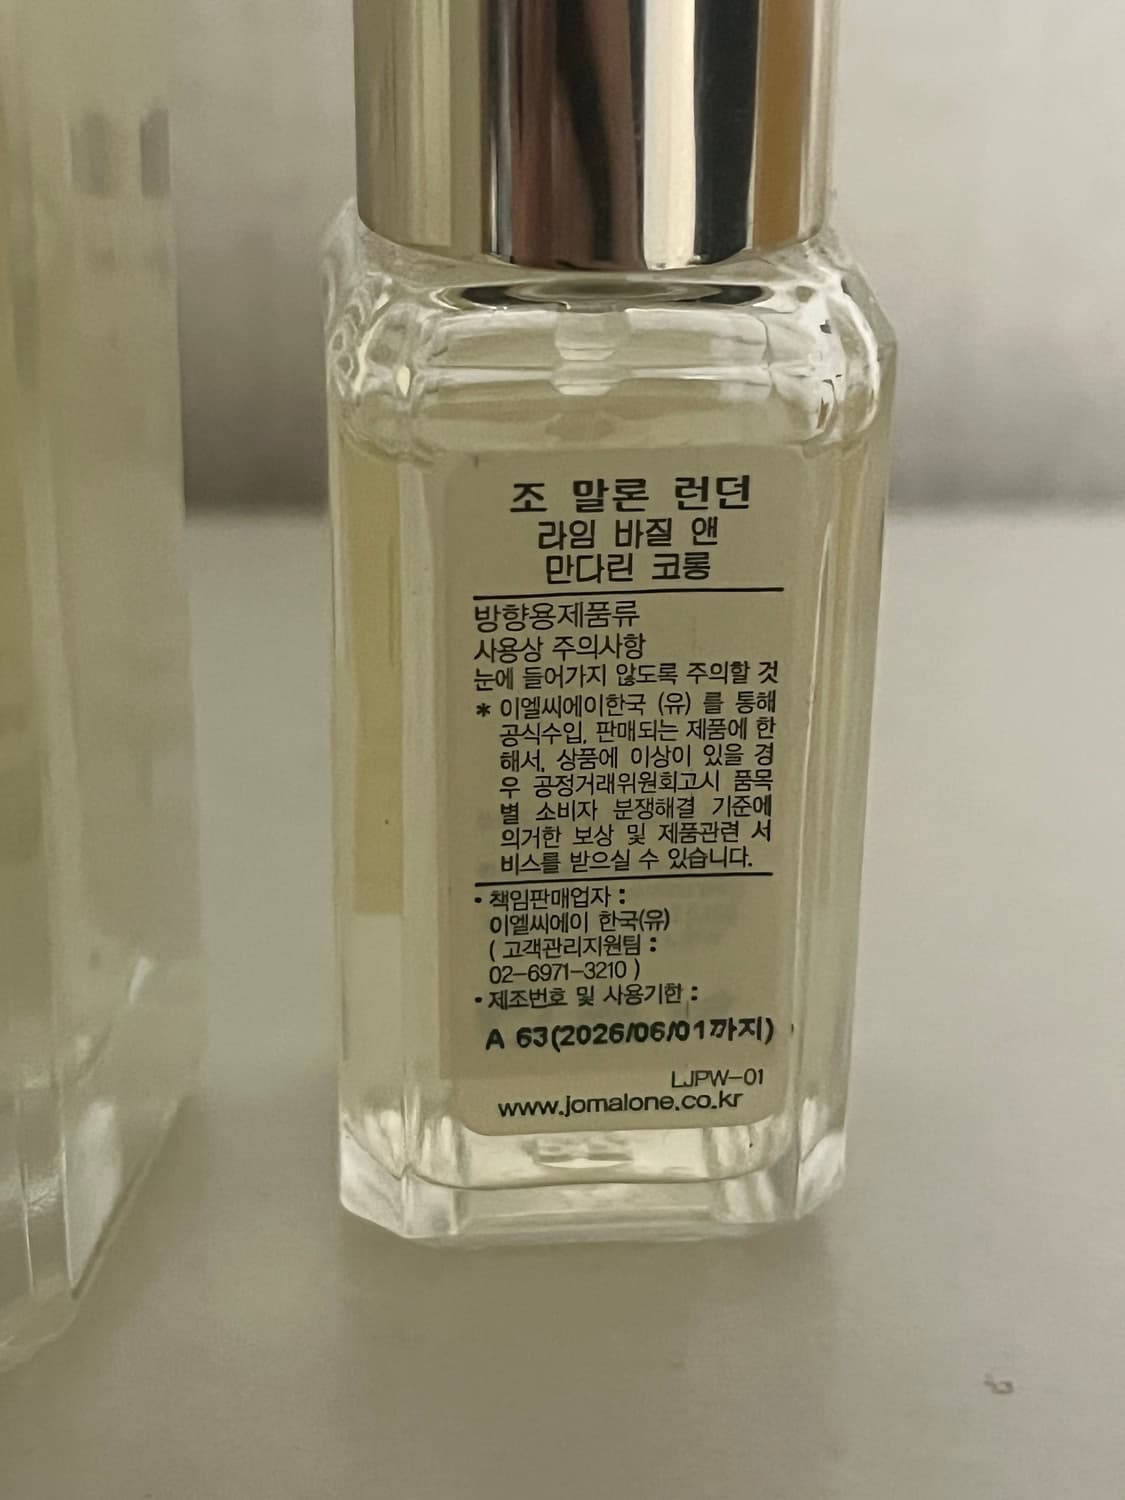 조 말론 런던
라임 바질 앤
만다린 코롱
방향용제품류
사용상 주의사항
눈에 들어가지 않도록 주의할 것
* 이엘씨에이한국 (유) 를 통해
공식수입, 판매되는 제품에 한
해서, 상품에 이상이 있을 경
우 공정거래위원회고시 품목
별 소비자 분쟁해결 기준에
의거한 보상 및 제품관련 서
비스를 받으실 수 있습니다.
• 책임판매업자 :
이엘씨에이 한국(유)
( 고객관리지원팀 :
02-6971-3210 )
• 제조번호 및 사용기한 :
A 63(2026/06/01까지)
LJPW-01
www.jomalone.co.kr